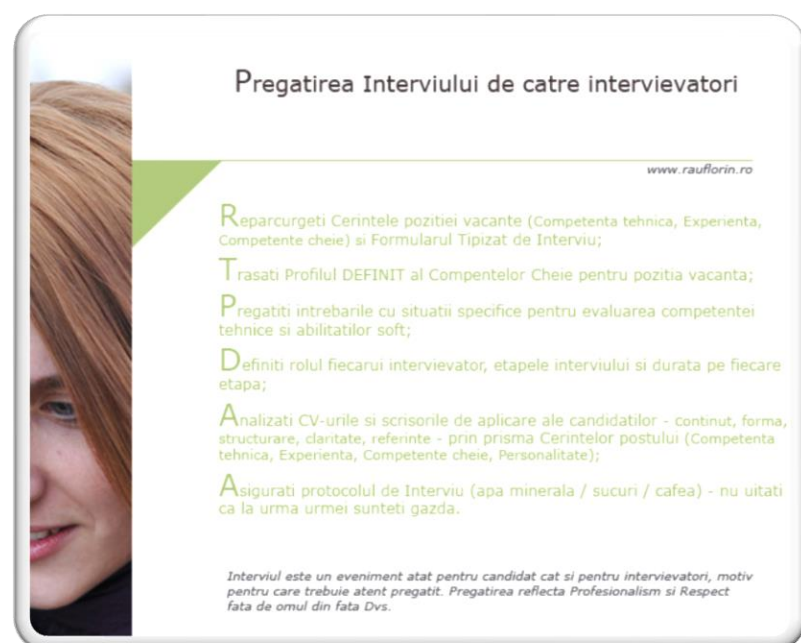 Pregatirea Interviului de catre intervievatori
www.rauflorin.ro
Reparcurgeti Cerintele pozitiei vacante (Competenta tehnica, Experienta,
Competente cheie) si Formularul Tipizat de Interviu;
Trasati Profilul DEFINIT al Compentelor Cheie pentru pozitia vacanta;
Pregatiti intrebarile cu situatii specifice pentru evaluarea competentei
tehnice si abilitatilor soft;
Definiti rolul fiecarui intervievator, etapele interviului si durata pe fiecare
etapa;
Analizati CV-urile si scrisorile de aplicare ale candidatilor - continut, forma,
structurare, claritate, referinte - prin prisma Cerintelor postului (Competenta
tehnica, Experienta, Competente cheie, Personalitate);
Asigurati protocolul de Interviu (apa minerala / sucuri / cafea) - nu uitati
ca la urma urmei sunteti gazda.
Interviul este un eveniment atat pentru candidat cat si pentru intervievatori, motiv
pentru care trebuie atent pregatit. Pregatirea reflecta Profesionalism si Respect
fata de omul din fata Dvs.